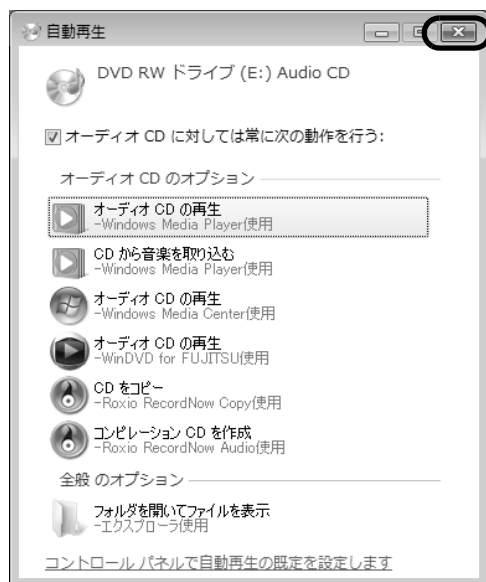 自動再生
DVD RW ドライブ (E:) Audio CD
オーディオ CD に対しては常に次の動作を行う:
オーディオ CD のオプション
オーディオ CD の再生
-Windows Media Player使用
CD から音楽を取り込む
-Windows Media Player使用
オーディオ CD の再生
-Windows Media Center使用
オーディオ CD の再生
-WinDVD for FUJITSU使用
CD をコピー
-Roxio RecordNow Copy使用
コンピレーション CD を作成
-Roxio RecordNow Audio使用
全般 のオプション
フォルダを開いてファイルを表示
-エクスプローラ使用
コントロール パネルで自動再生の既定を設定します